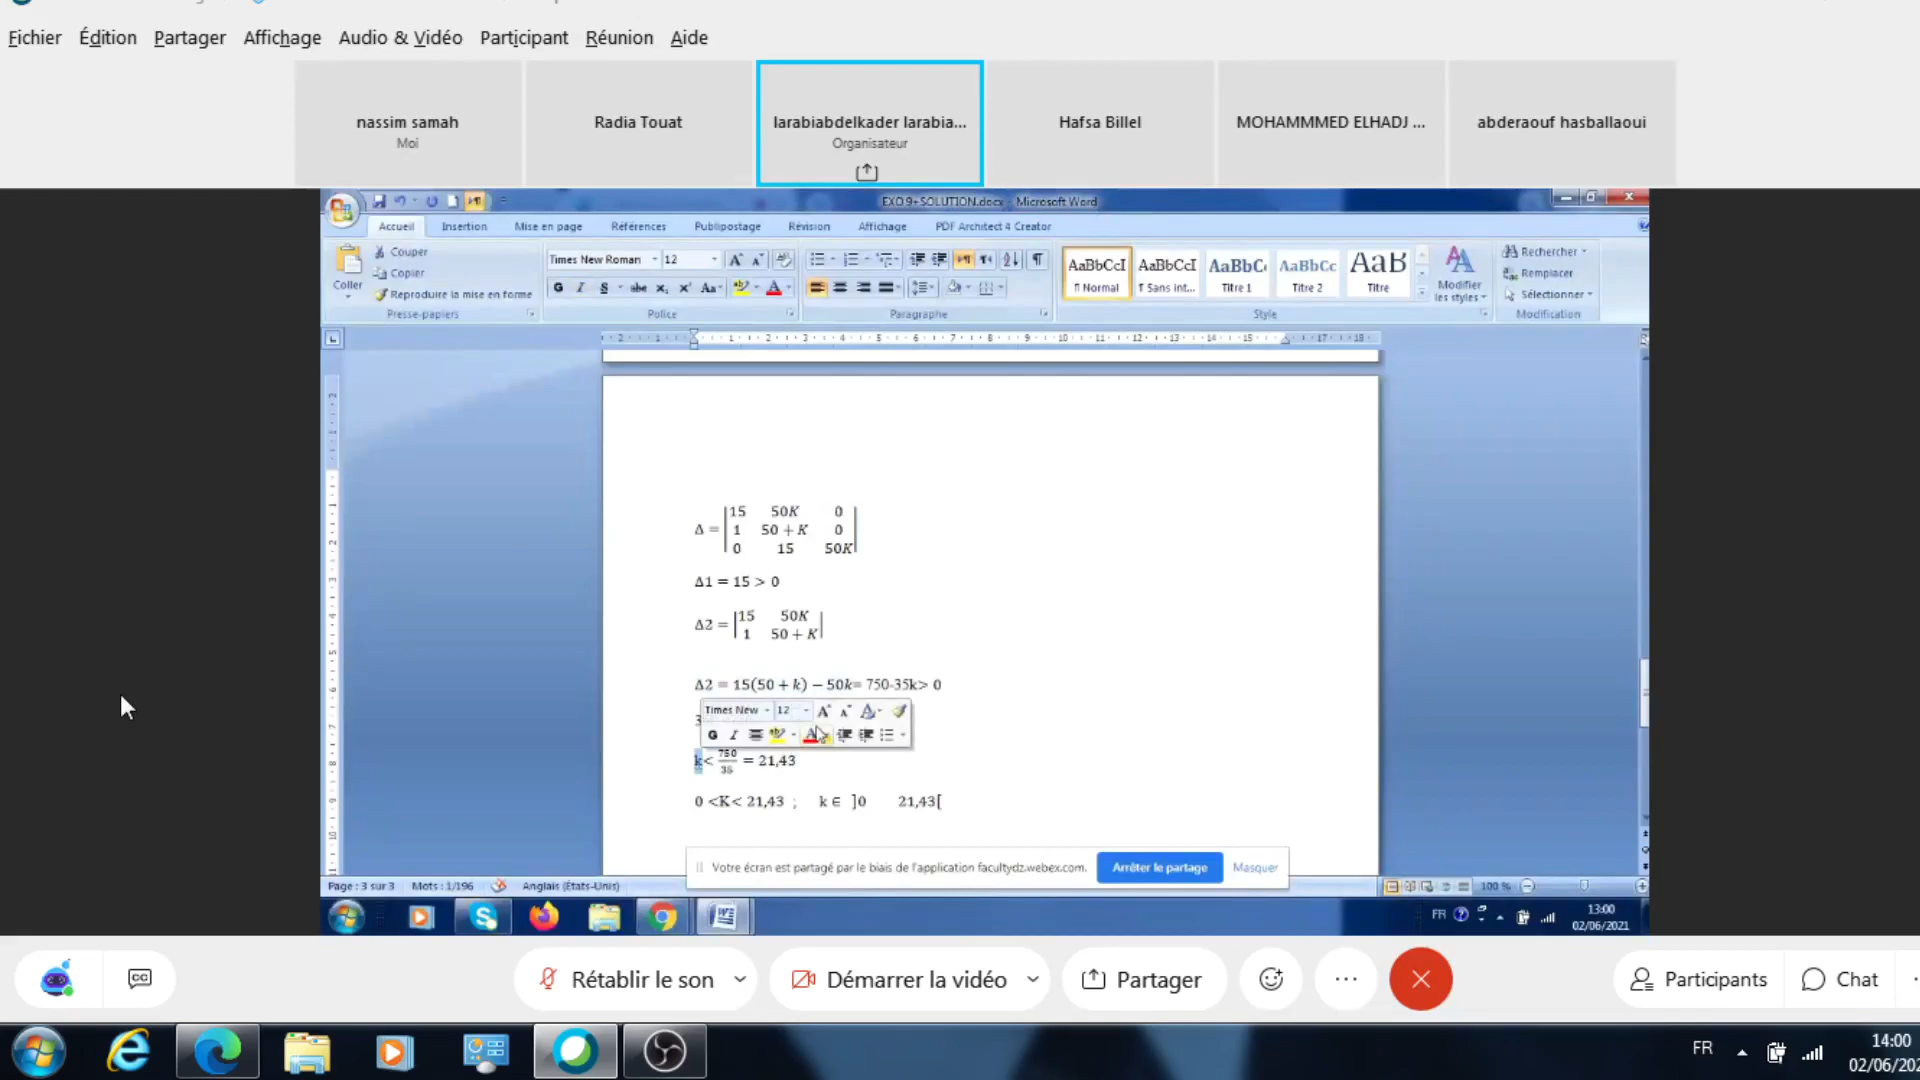 Fichier Édition Partager Affichage Audio & Vidéo Participant Réunion Aide
nassim samah
Moi
Radia Touat
larabiabdelkader larabia...
Organisateur
Hafsa Billel
MOHAMMMED ELHADJ ...
abderaouf hasballaoui
EXO 9+SOLUTION.docx - Microsoft Word
Accueil Insertion Mise en page Références Publipostage Révision Affichage PDF Architect 4 Creator
Coller
Couper
Copier
Reproduire la mise en forme
Presse-papiers
Times New Roman 12
G I S abc x₂ x² Aa
Police
Paragraphe
AaBbCcI AaBbCcI AaBbC AaBbCc AaB
¶ Normal ¶ Sans int... Titre 1 Titre 2 Titre
Modifier les styles
Style
Rechercher
Remplacer
Sélectionner
Modification
Δ = |15 50K 0|
|1 50 + K 0|
|0 15 50K|
Δ1 = 15 > 0
Δ2 = |15 50K|
|1 50 + K|
Δ2 = 15(50 + k) − 50k= 750-35k> 0
3
Times New 12
G I
k< 750/35 = 21,43
0 <K< 21,43 ; k ∈ ]0 21,43[
Votre écran est partagé par le biais de l'application facultydz.webex.com. Arrêter le partage Masquer
Page : 3 sur 3 Mots : 1/196 Anglais (États-Unis) 100 %
FR 13:00
02/06/2021
Rétablir le son Démarrer la vidéo Partager Participants Chat
FR 14:00
02/06/202